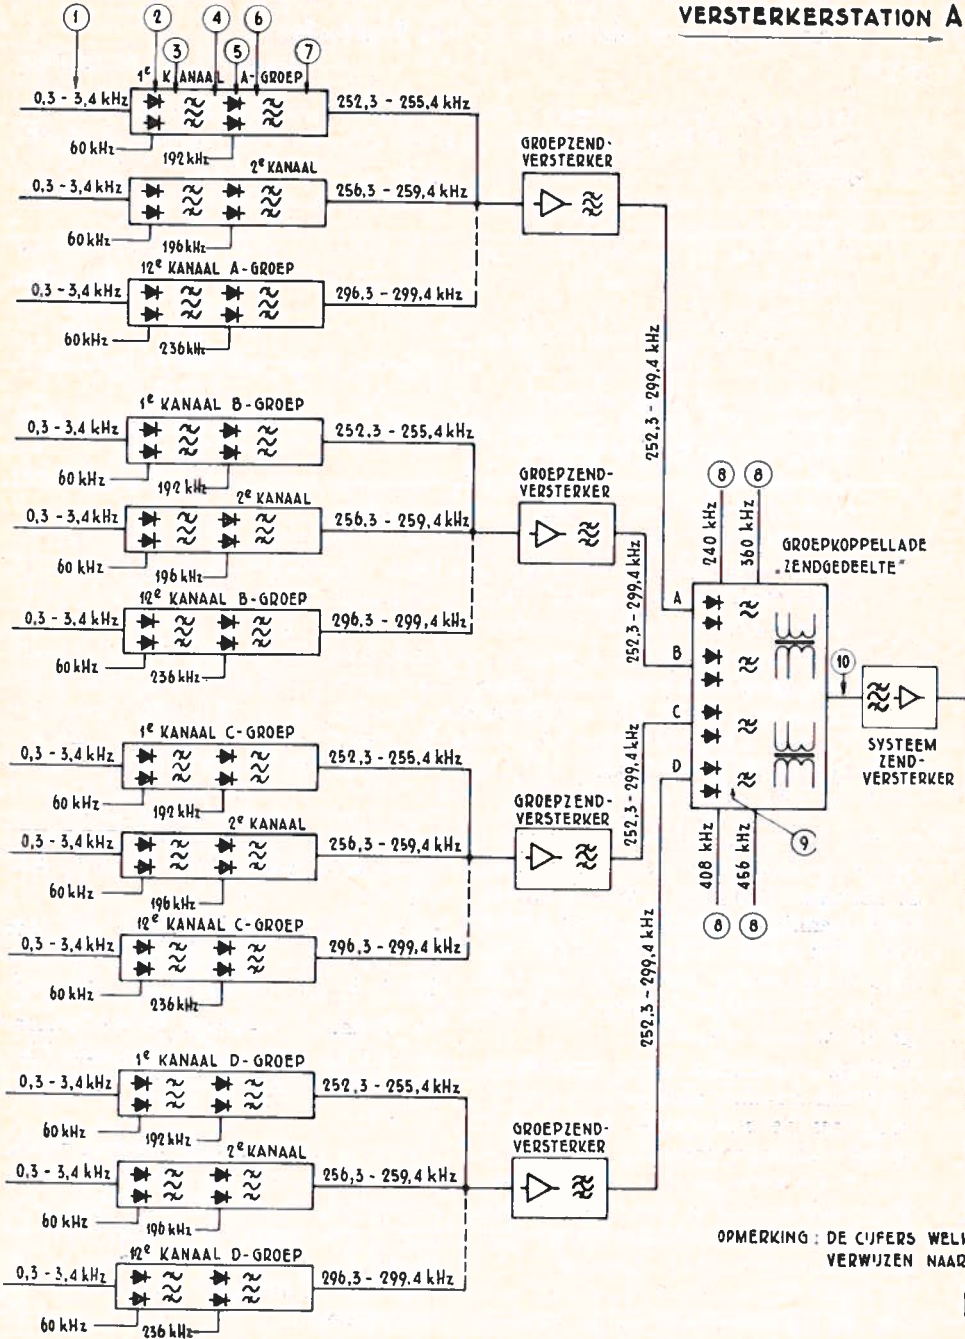 VERSTERKERSTATION A
1
2
3
4
5
6
7
1e KANAAL A-GROEP
0,3 - 3,4 kHz
252,3 - 255,4 kHz
60 kHz
192 kHz
2e KANAAL
0,3 - 3,4 kHz
256,3 - 259,4 kHz
60 kHz
196 kHz
12e KANAAL A-GROEP
0,3 - 3,4 kHz
296,3 - 299,4 kHz
60 kHz
236 kHz
GROEPZEND-
VERSTERKER
252,3 - 299,4 kHz
1e KANAAL B-GROEP
0,3 - 3,4 kHz
252,3 - 255,4 kHz
60 kHz
192 kHz
2e KANAAL
0,3 - 3,4 kHz
256,3 - 259,4 kHz
60 kHz
196 kHz
12e KANAAL B-GROEP
0,3 - 3,4 kHz
296,3 - 299,4 kHz
60 kHz
236 kHz
GROEPZEND-
VERSTERKER
252,3 - 299,4 kHz
1e KANAAL C-GROEP
0,3 - 3,4 kHz
252,3 - 255,4 kHz
60 kHz
192 kHz
2e KANAAL
0,3 - 3,4 kHz
256,3 - 259,4 kHz
60 kHz
196 kHz
12e KANAAL C-GROEP
0,3 - 3,4 kHz
296,3 - 299,4 kHz
60 kHz
236 kHz
GROEPZEND-
VERSTERKER
252,3 - 299,4 kHz
1e KANAAL D-GROEP
0,3 - 3,4 kHz
252,3 - 255,4 kHz
60 kHz
192 kHz
2e KANAAL
0,3 - 3,4 kHz
256,3 - 259,4 kHz
60 kHz
196 kHz
12e KANAAL D-GROEP
0,3 - 3,4 kHz
296,3 - 299,4 kHz
60 kHz
236 kHz
GROEPZEND-
VERSTERKER
252,3 - 299,4 kHz
8
8
240 kHz
360 kHz
GROEPKOPPELLADE
„ZENDGEDEELTE"
A
B
C
D
10
SYSTEEM
ZEND-
VERSTERKER
9
408 kHz
456 kHz
8
8
OPMERKING : DE CIJFERS WELK
VERWIJZEN NAAR